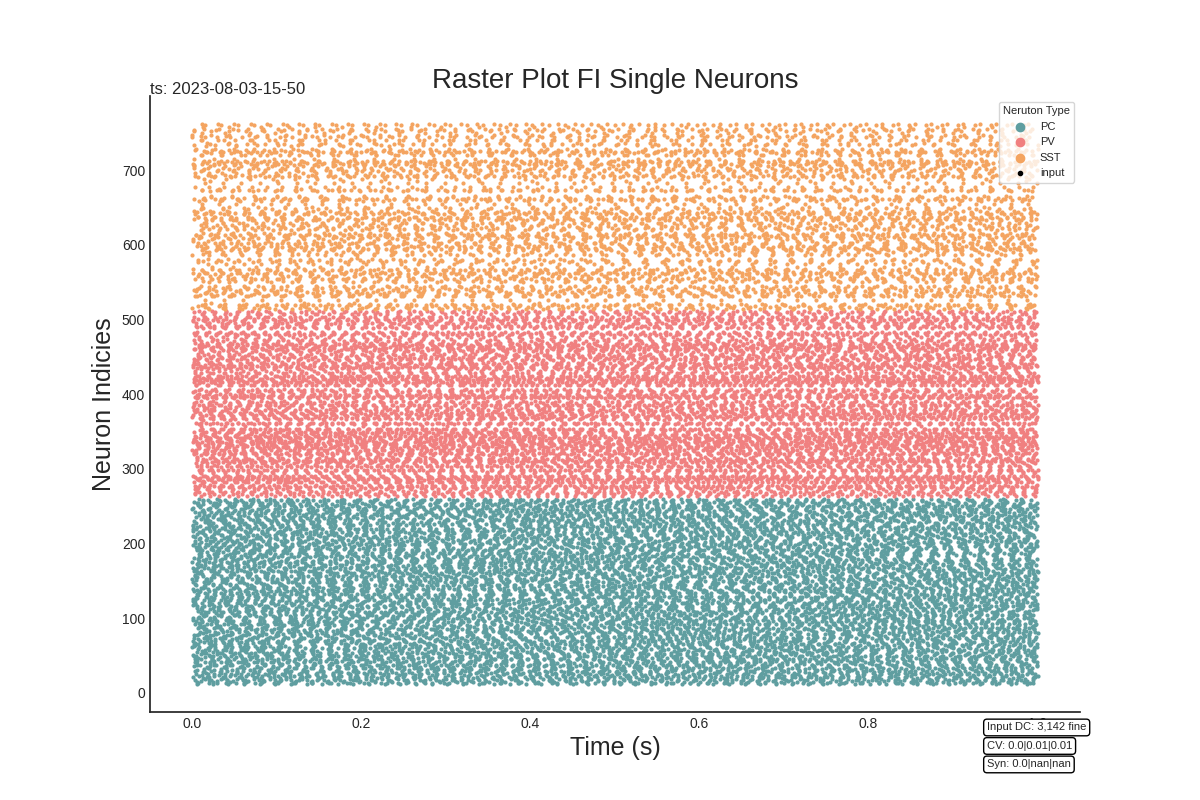 Raster Plot FI Single Neurons
ts: 2023-08-03-15-50
Neruton Type
PC
PV
SST
input
Neuron Indicies
700
600
500
400
300
200
100
0
0.0 0.2 0.4 0.6 0.8
Time (s)
Input DC: 3,142 fine
CV: 0.0|0.01|0.01
Syn: 0.0|nan|nan